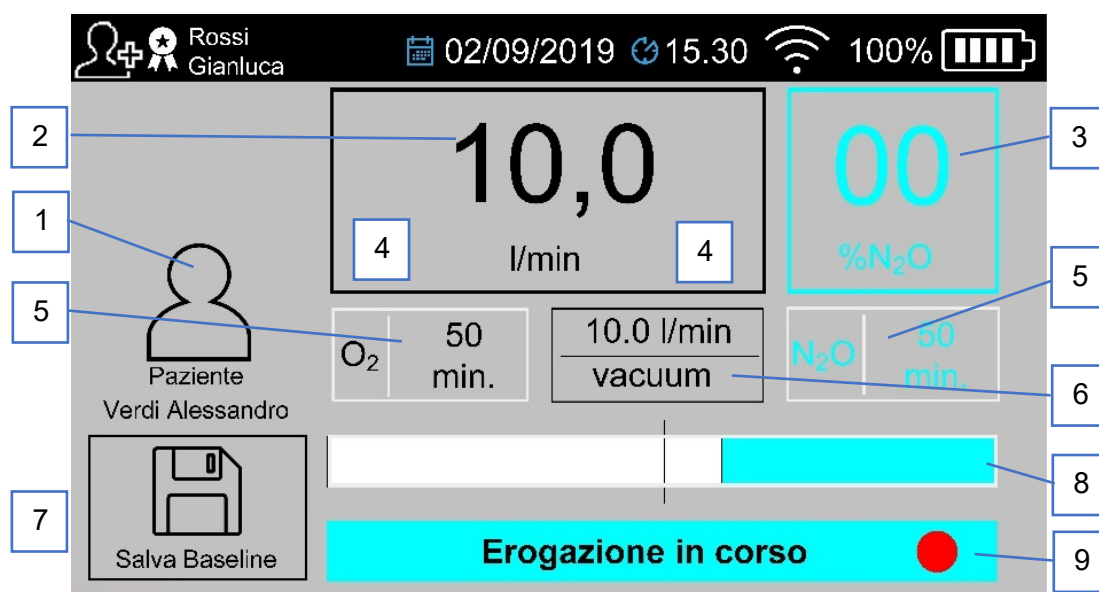 Rossi
Gianluca
02/09/2019 15.30 100%
2
10,0
00
3
1
4
l/min
4
%N₂O
5
5
O₂
50
min.
10.0 l/min
vacuum
N₂O
50
min.
6
Paziente
Verdi Alessandro
8
7
Salva Baseline
Erogazione in corso
9